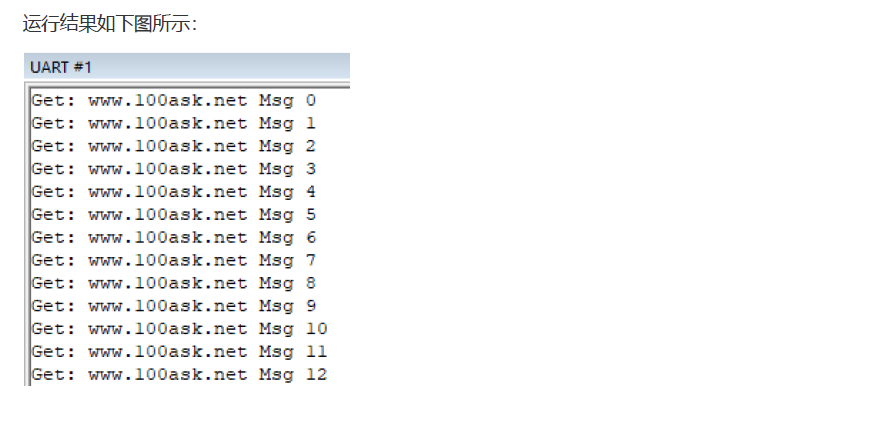 运行结果如下图所示：
UART #1
Get: www.100ask.net Msg 0
Get: www.100ask.net Msg 1
Get: www.100ask.net Msg 2
Get: www.100ask.net Msg 3
Get: www.100ask.net Msg 4
Get: www.100ask.net Msg 5
Get: www.100ask.net Msg 6
Get: www.100ask.net Msg 7
Get: www.100ask.net Msg 8
Get: www.100ask.net Msg 9
Get: www.100ask.net Msg 10
Get: www.100ask.net Msg 11
Get: www.100ask.net Msg 12